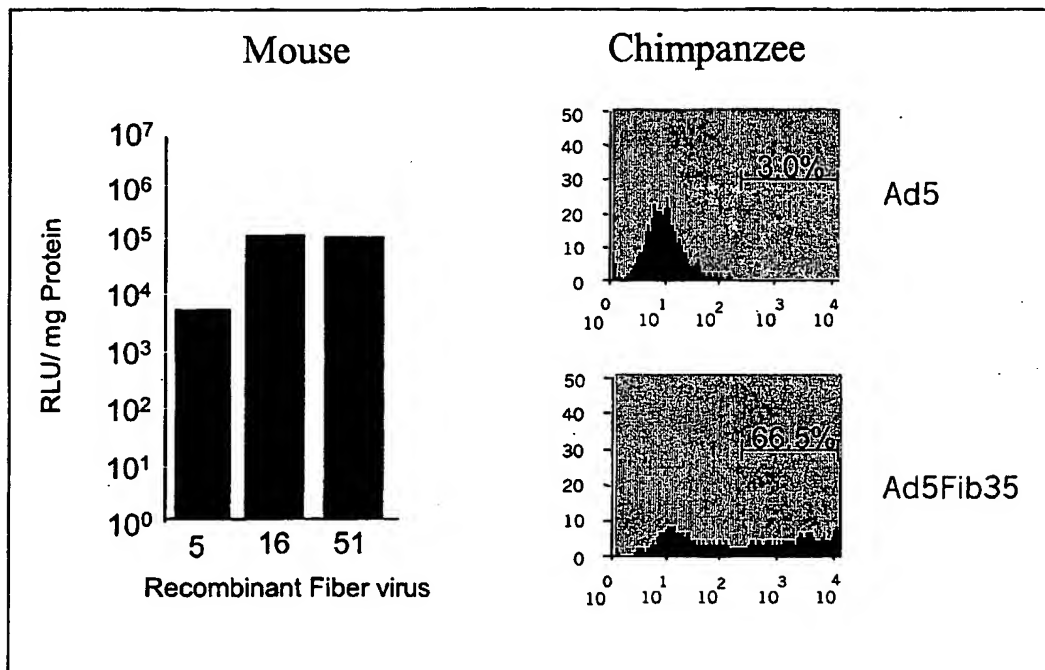 Mouse
Chimpanzee
RLU/ mg Protein
10⁷
10⁶
10⁵
10⁴
10³
10²
10¹
10⁰
5 16 51
Recombinant Fiber virus
50
40
30
20
10
0
3.0%
10⁰ 10¹ 10² 10³ 10⁴
Ad5
50
40
30
20
10
0
66.5%
10⁰ 10¹ 10² 10³ 10⁴
Ad5Fib35